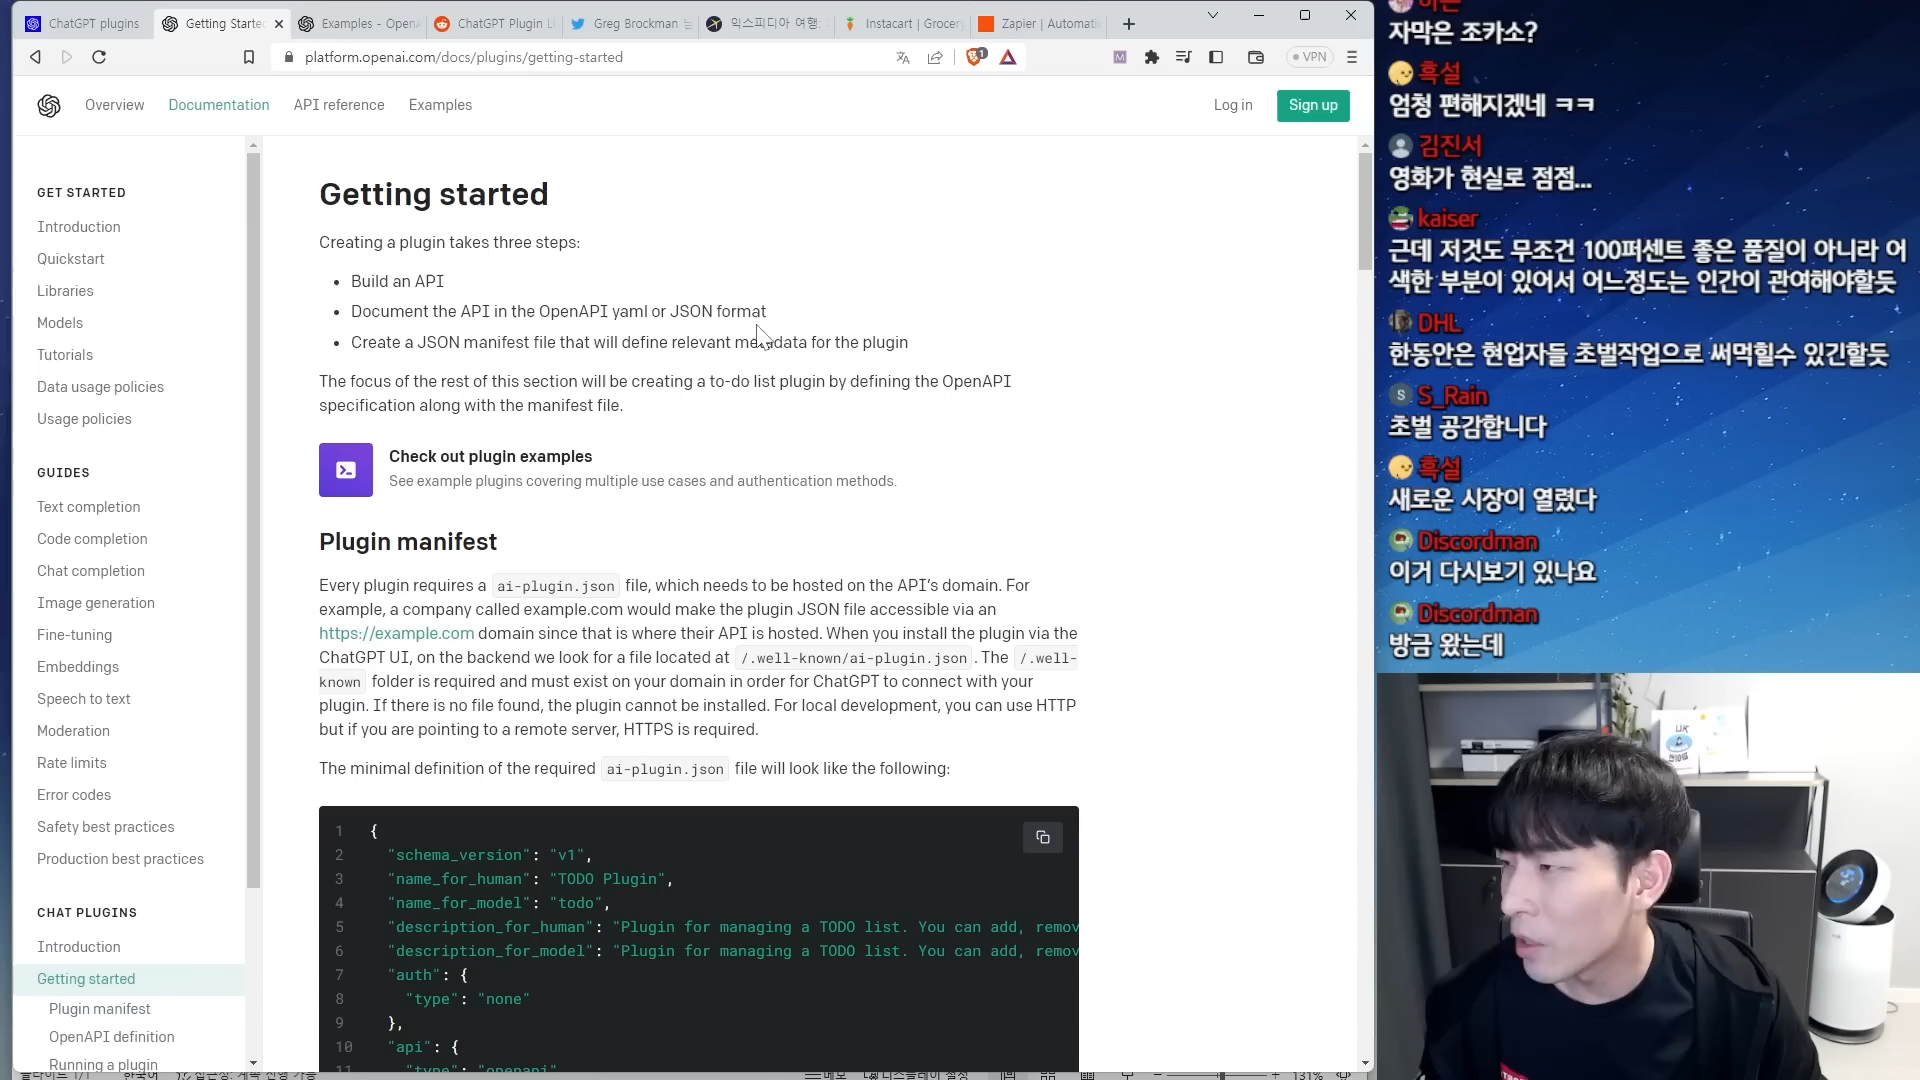 ChatGPT plugins
Getting Starte
Examples - OpenA
ChatGPT Plugin Li
Greg Brockman 는
익스피디아 여행:
Instacart | Grocery
Zapier | Automatic
platform.openai.com/docs/plugins/getting-started
VPN
Overview
Documentation
API reference
Examples
Log in
Sign up
GET STARTED
Introduction
Quickstart
Libraries
Models
Tutorials
Data usage policies
Usage policies
GUIDES
Text completion
Code completion
Chat completion
Image generation
Fine-tuning
Embeddings
Speech to text
Moderation
Rate limits
Error codes
Safety best practices
Production best practices
CHAT PLUGINS
Introduction
Getting started
Plugin manifest
OpenAPI definition
Running a plugin
Getting started
Creating a plugin takes three steps:
• Build an API
• Document the API in the OpenAPI yaml or JSON format
• Create a JSON manifest file that will define relevant metadata for the plugin
The focus of the rest of this section will be creating a to-do list plugin by defining the OpenAPI
specification along with the manifest file.
Check out plugin examples
See example plugins covering multiple use cases and authentication methods.
Plugin manifest
Every plugin requires a ai-plugin.json file, which needs to be hosted on the API's domain. For
example, a company called example.com would make the plugin JSON file accessible via an
https://example.com domain since that is where their API is hosted. When you install the plugin via the
ChatGPT UI, on the backend we look for a file located at /.well-known/ai-plugin.json. The /.well-
known folder is required and must exist on your domain in order for ChatGPT to connect with your
plugin. If there is no file found, the plugin cannot be installed. For local development, you can use HTTP
but if you are pointing to a remote server, HTTPS is required.
The minimal definition of the required ai-plugin.json file will look like the following:
1 {
2 "schema_version": "v1",
3 "name_for_human": "TODO Plugin",
4 "name_for_model": "todo",
5 "description_for_human": "Plugin for managing a TODO list. You can add, remov
6 "description_for_model": "Plugin for managing a TODO list. You can add, remov
7 "auth": {
8 "type": "none"
9 },
10 "api": {
11 "type": "openapi"
131%
자막은 조카소?
흑설
엄청 편해지겠네 ㅋㅋ
김진서
영화가 현실로 점점...
kaiser
근데 저것도 무조건 100퍼센트 좋은 품질이 아니라 어
색한 부분이 있어서 어느정도는 인간이 관여해야할듯
DHL
한동안은 현업자들 초벌작업으로 써먹힐수 있긴할듯
S S_Rain
초벌 공감합니다
흑설
새로운 시장이 열렸다
Discordman
이거 다시보기 있나요
Discordman
방금 왔는데